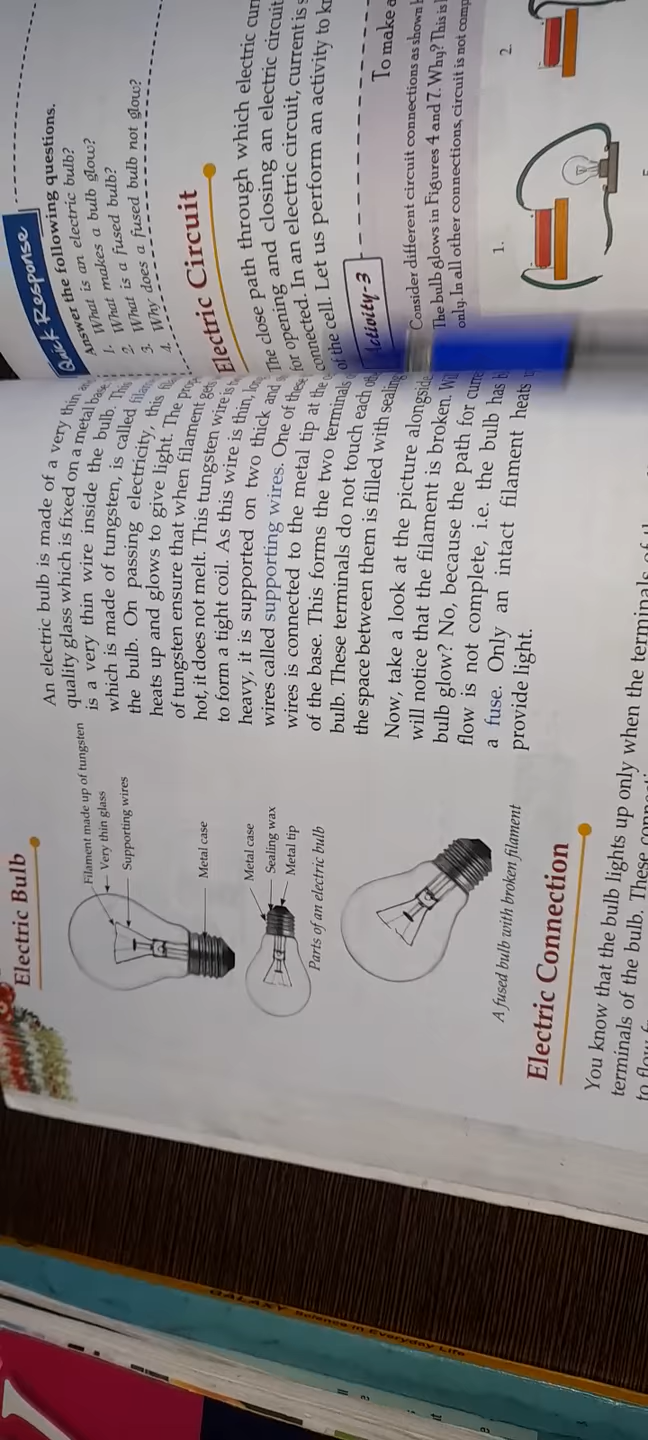 Electric Bulb
Filament made up of tungsten
Very thin glass
Supporting wires
Metal case
Metal case
Sealing wax
Metal tip
Parts of an electric bulb
A fused bulb with broken filament
An electric bulb is made of a very thin
quality glass which is fixed on a metal base.
is a very thin wire inside the bulb. This
which is made of tungsten, is called
the bulb. On passing electricity, this
heats up and glows to give light. The
of tungsten ensure that when filament gets
hot, it does not melt. This tungsten wire is
to form a tight coil. As this wire is thin,
heavy, it is supported on two thick and
wires called supporting wires. One of these
wires is connected to the metal tip at the
of the base. This forms the two terminals
bulb. These terminals do not touch each
the space between them is filled with sealing
Now, take a look at the picture alongside
will notice that the filament is broken.
bulb glow? No, because the path for
flow is not complete, i.e. the bulb has
a fuse. Only an intact filament heats
provide light.
Electric Connection
You know that the bulb lights up only when the terminals of
terminals of the bulb. These
to flow
Quick Response
Answer the following questions.
1. What is an electric bulb?
2. What makes a bulb glow?
3. What is a fused bulb?
4. Why does a fused bulb not glow?
Electric Circuit
The close path through which electric
for opening and closing an electric circuit
connected. In an electric circuit, current is
of the cell. Let us perform an activity to
Activity-3
To make a
Consider different circuit connections as shown
The bulb glows in Figures 4 and 7. Why? This is
only. In all other connections, circuit is not
1.
2.
GALAXY Science in Everyday Life